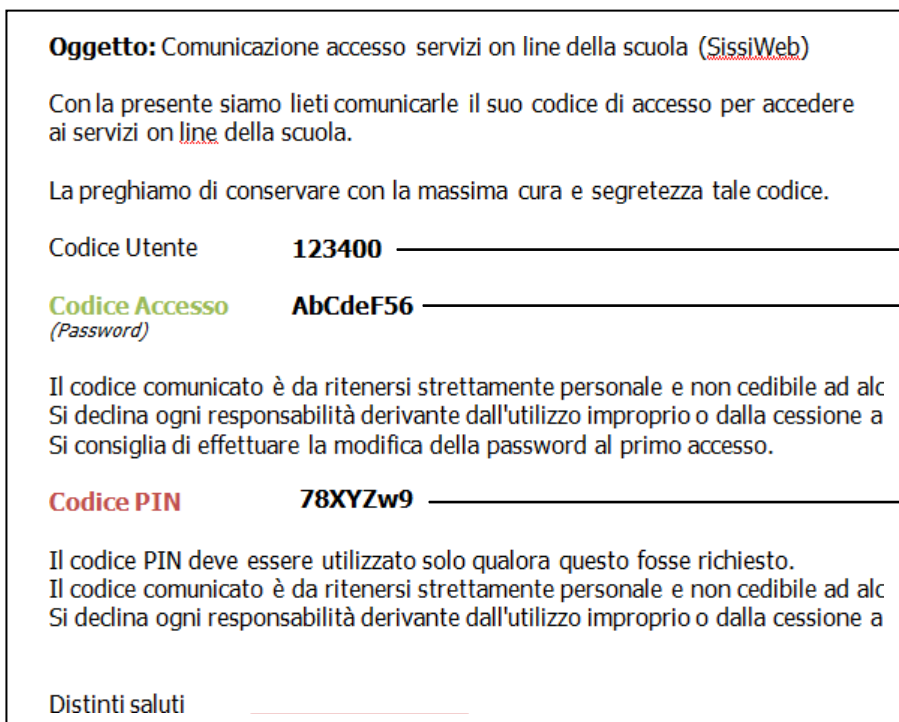 Oggetto: Comunicazione accesso servizi on line della scuola (SissiWeb)
Con la presente siamo lieti comunicarle il suo codice di accesso per accedere
ai servizi on line della scuola.
La preghiamo di conservare con la massima cura e segretezza tale codice.
Codice Utente 123400
Codice Accesso AbCdeF56
(Password)
Il codice comunicato è da ritenersi strettamente personale e non cedibile ad
Si declina ogni responsabilità derivante dall'utilizzo improprio o dalla cessione a
Si consiglia di effettuare la modifica della password al primo accesso.
Codice PIN 78XYZw9
Il codice PIN deve essere utilizzato solo qualora questo fosse richiesto.
Il codice comunicato è da ritenersi strettamente personale e non cedibile ad
Si declina ogni responsabilità derivante dall'utilizzo improprio o dalla cessione a
Distinti saluti